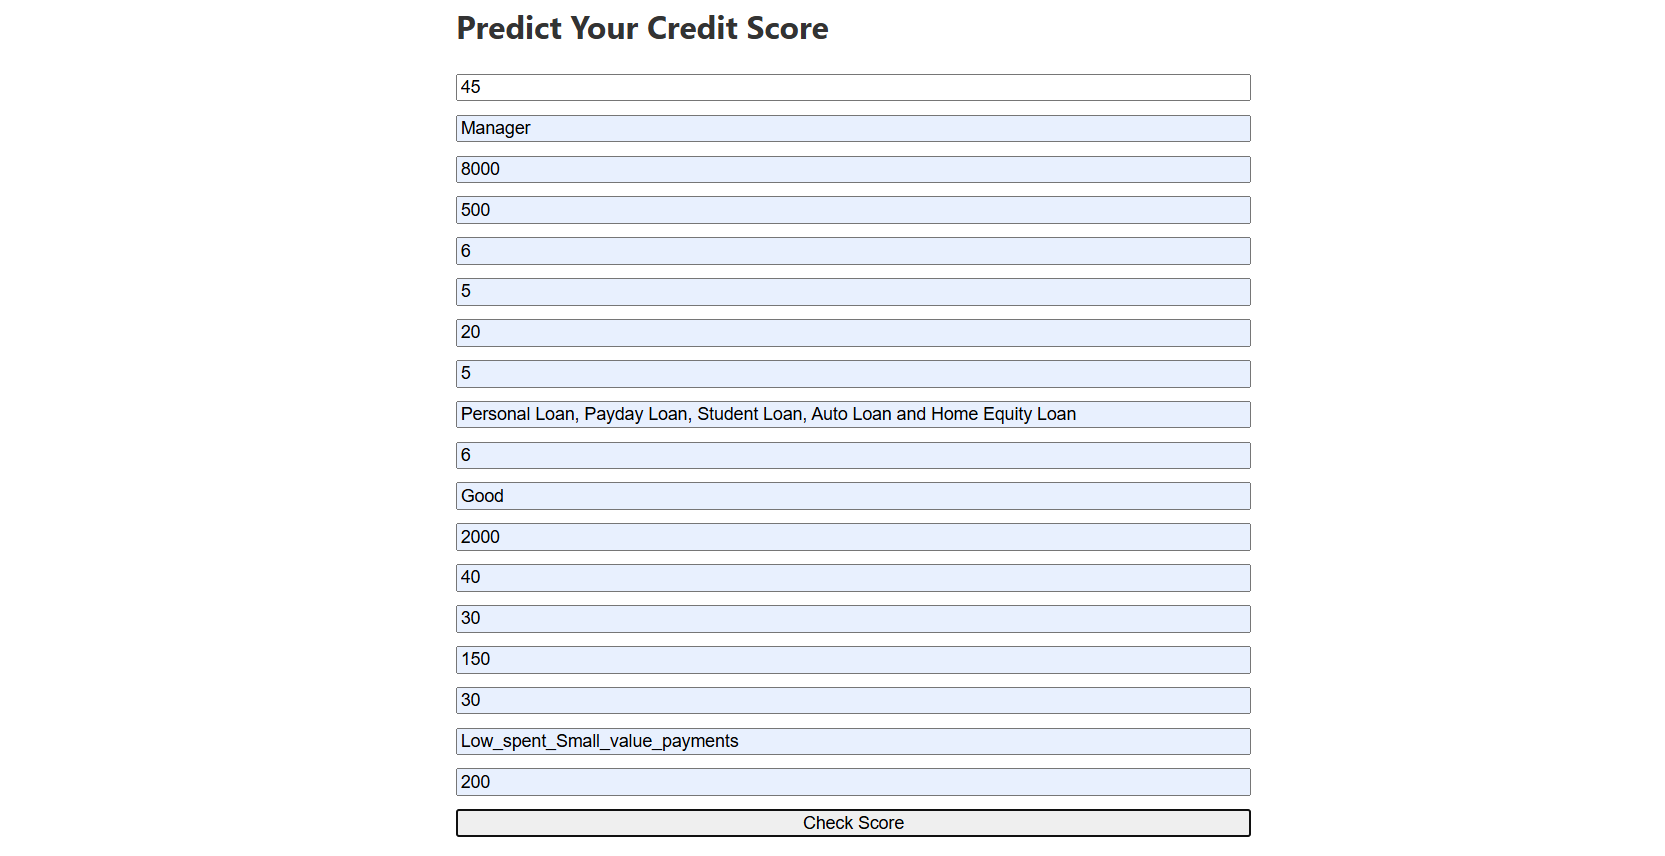 Predict Your Credit Score
45
Manager
8000
500
6
5
20
5
Personal Loan, Payday Loan, Student Loan, Auto Loan and Home Equity Loan
6
Good
2000
40
30
150
30
Low_spent_Small_value_payments
200
Check Score